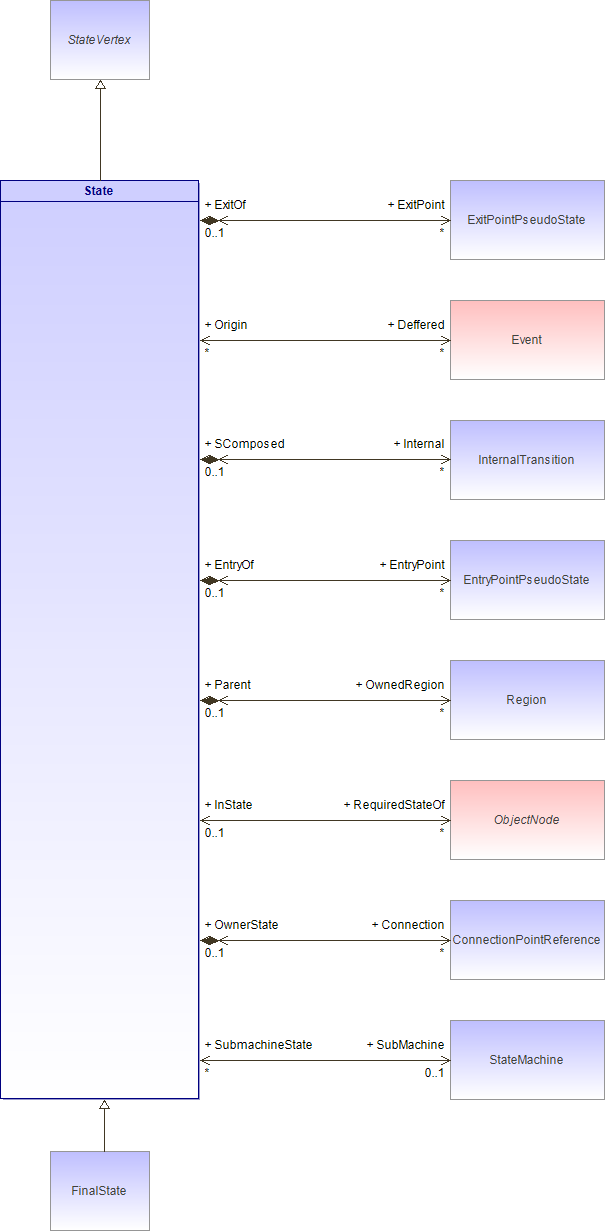 StateVertex
State
+ ExitOf + ExitPoint
0..1 *
ExitPointPseudoState
+ Origin + Deffered
* *
Event
+ SComposed + Internal
0..1 *
InternalTransition
+ EntryOf + EntryPoint
0..1 *
EntryPointPseudoState
+ Parent + OwnedRegion
0..1 *
Region
+ InState + RequiredStateOf
0..1 *
ObjectNode
+ OwnerState + Connection
0..1 *
ConnectionPointReference
+ SubmachineState + SubMachine
* 0..1
StateMachine
FinalState